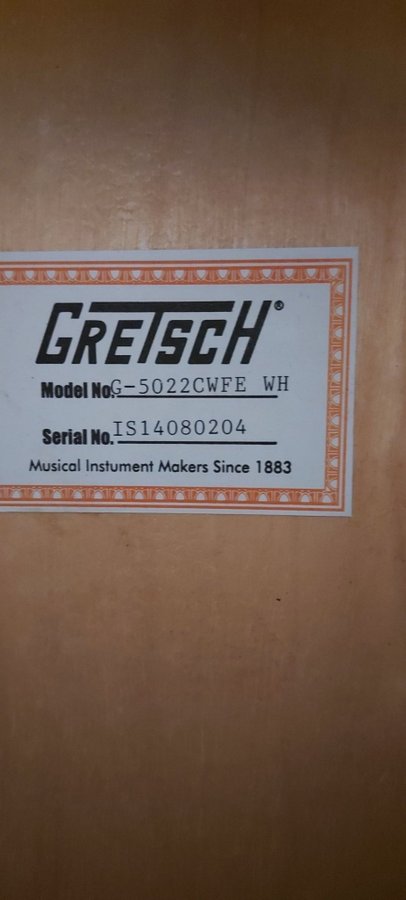 GRETSCH®
Model No. G-5022CWFE WH
Serial No. IS14080204
Musical Instument Makers Since 1883